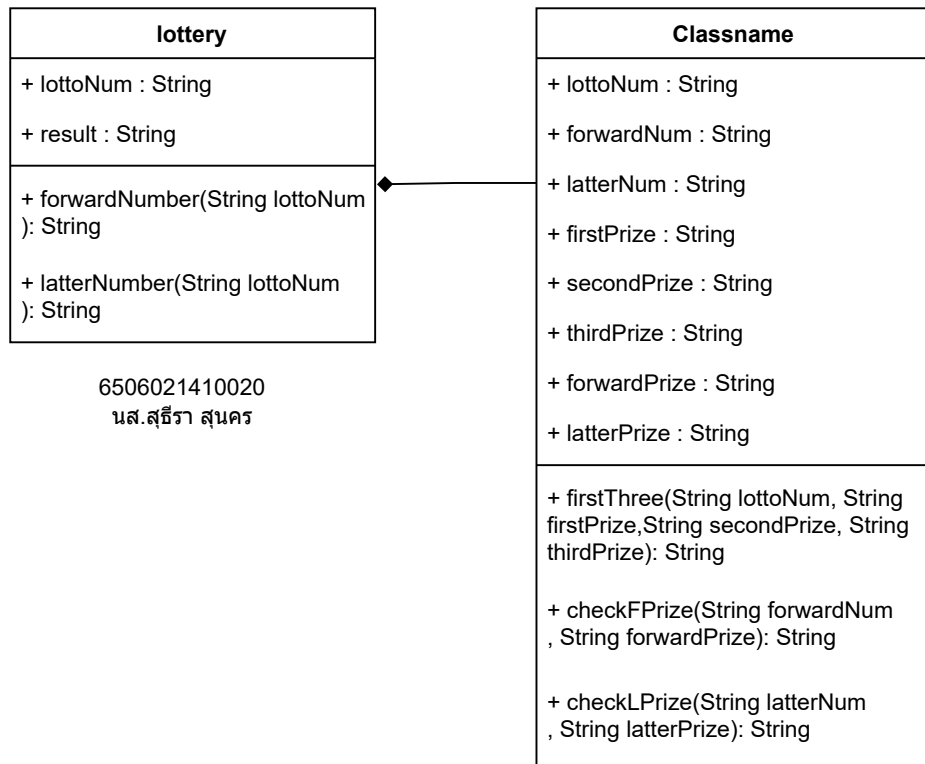 lottery
+ lottoNum : String
+ result : String
+ forwardNumber(String lottoNum
): String
+ latterNumber(String lottoNum
): String
6506021410020
นส.สุธีรา สุนคร
Classname
+ lottoNum : String
+ forwardNum : String
+ latterNum : String
+ firstPrize : String
+ secondPrize : String
+ thirdPrize : String
+ forwardPrize : String
+ latterPrize : String
+ firstThree(String lottoNum, String
firstPrize,String secondPrize, String
thirdPrize): String
+ checkFPrize(String forwardNum
, String forwardPrize): String
+ checkLPrize(String latterNum
, String latterPrize): String